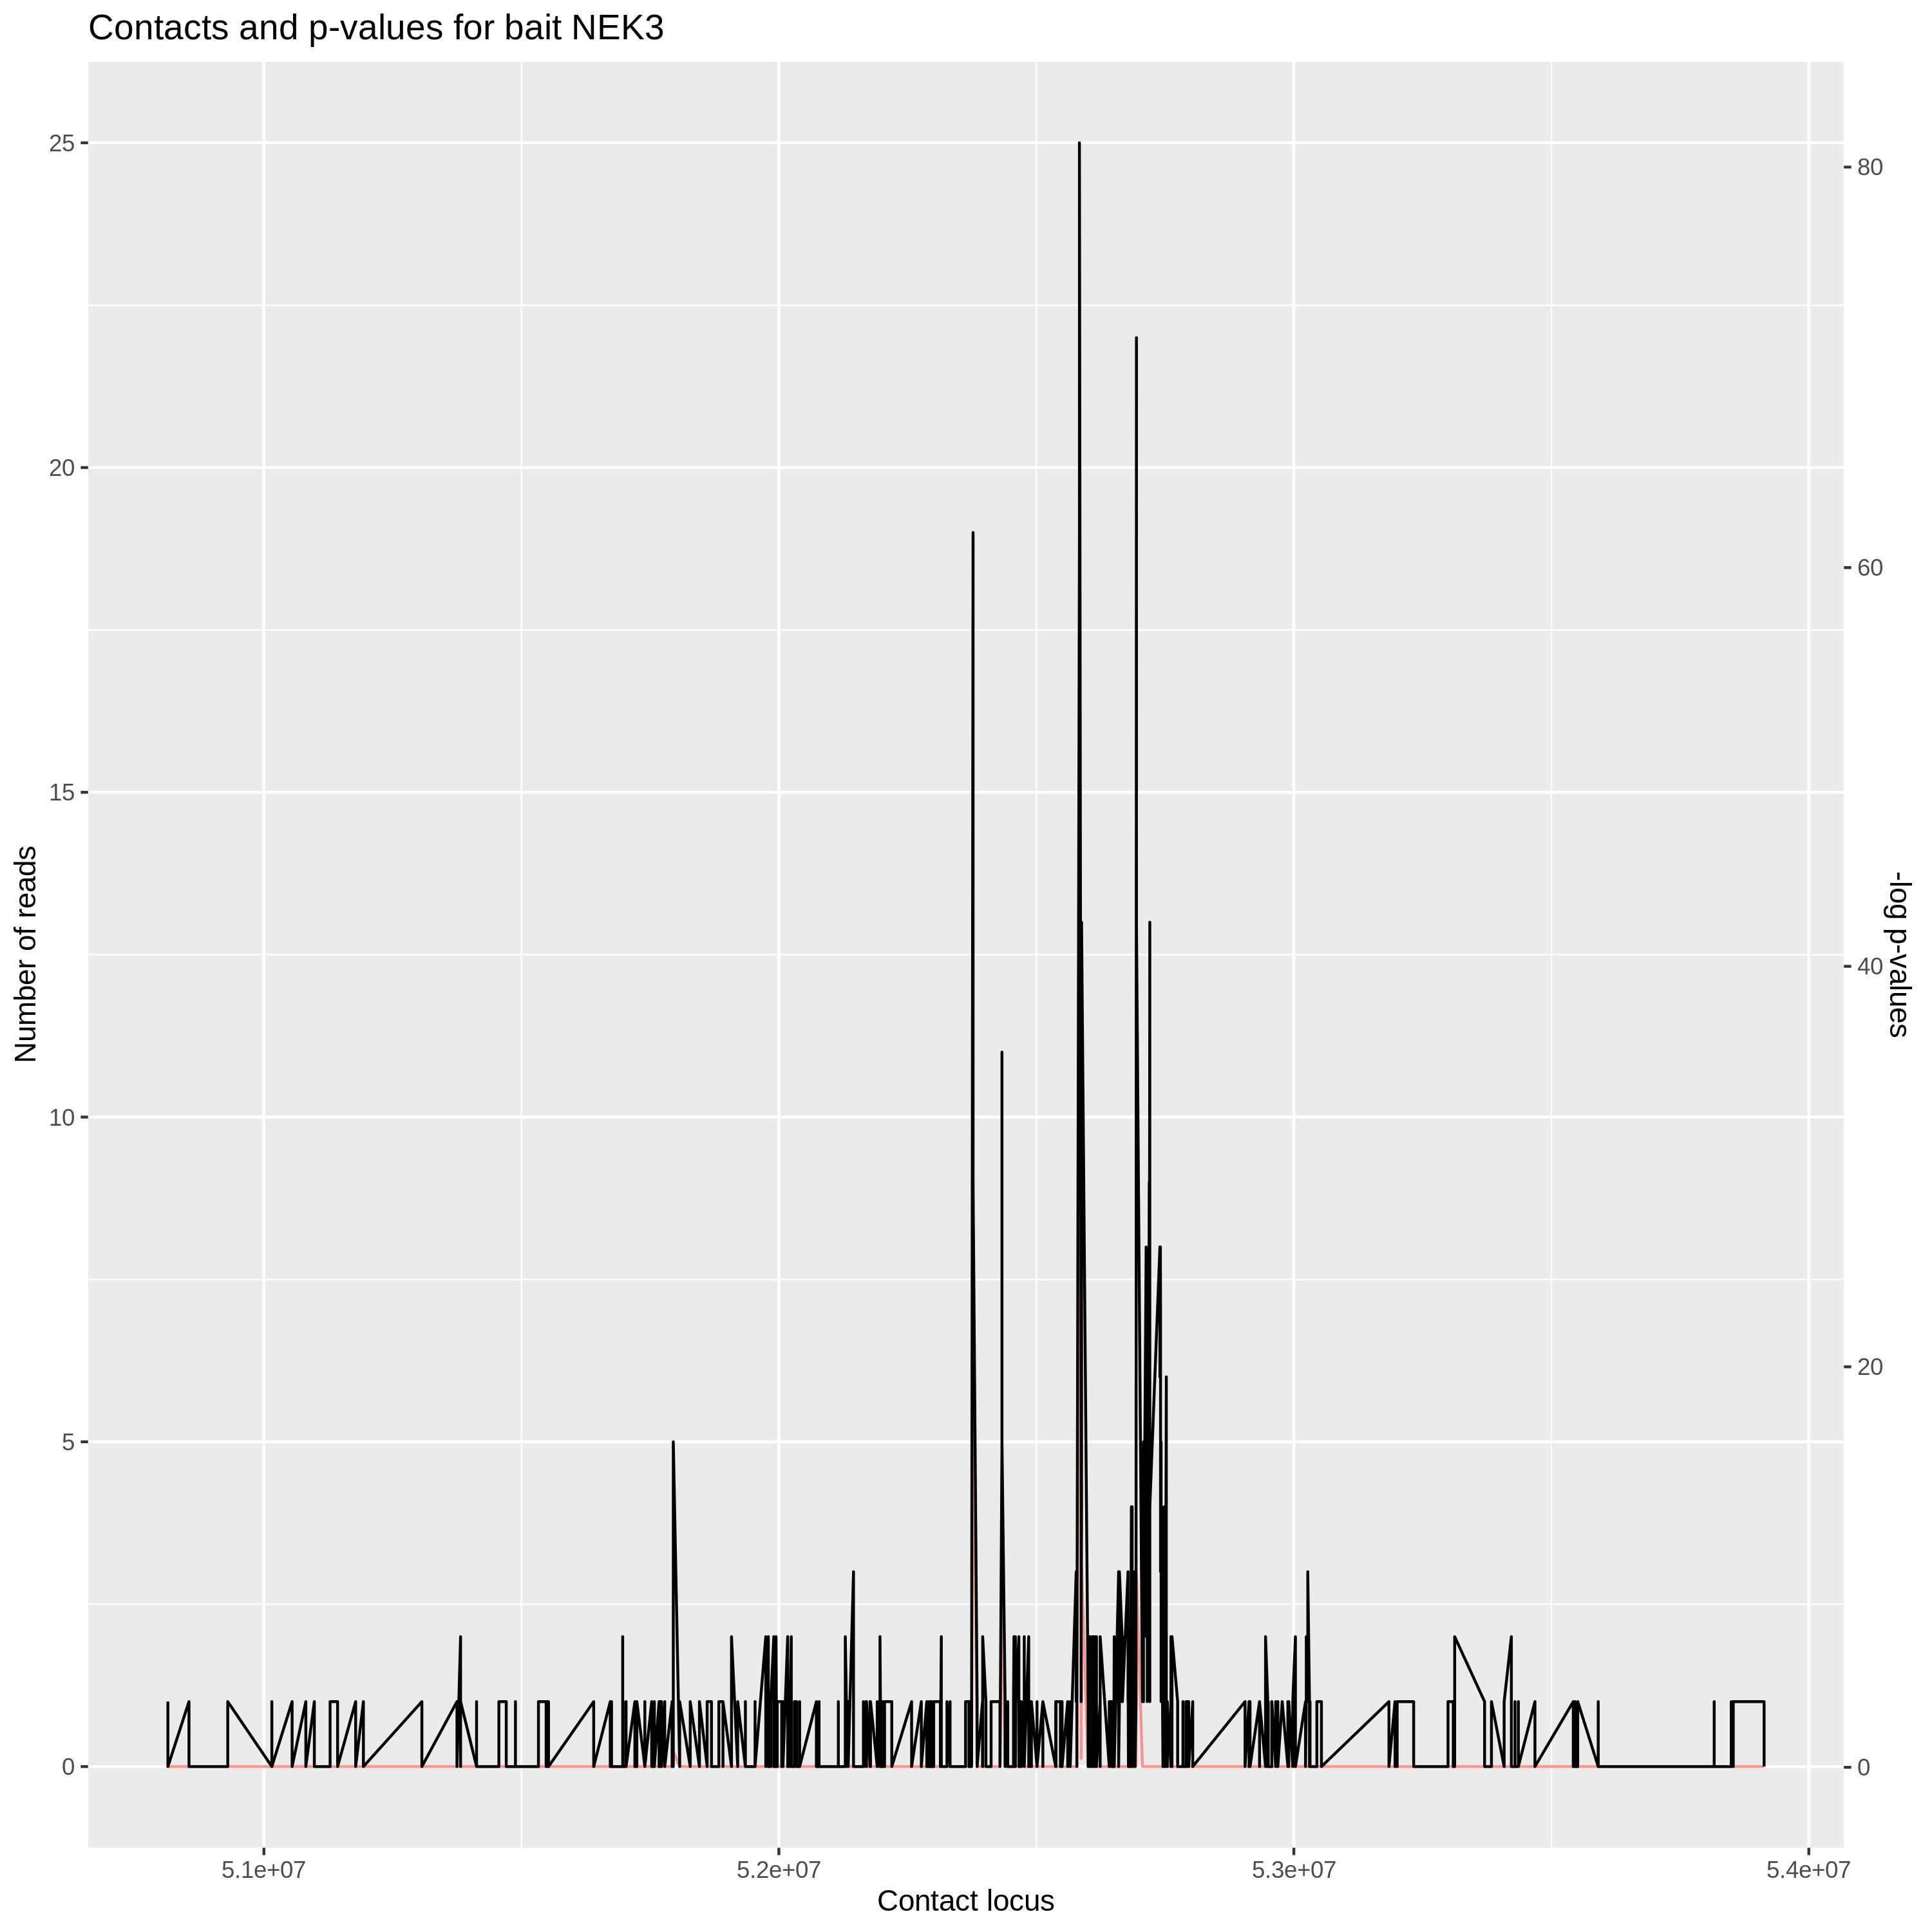 Contacts and p-values for bait NEK3
25
20
15
10
5
0
80
60
40
20
0
Number of reads
-log p-values
5.1e+07 5.2e+07 5.3e+07 5.4e+07
Contact locus